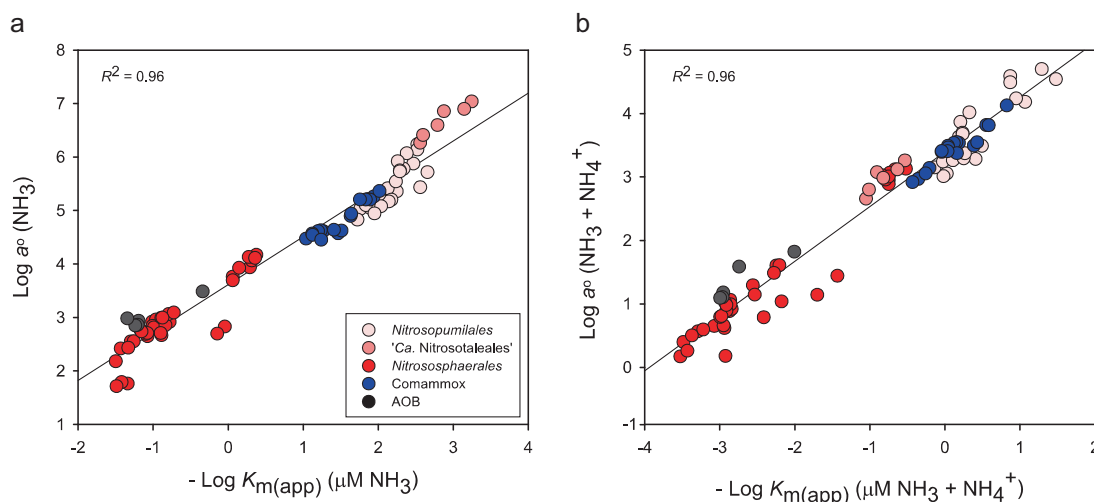 a
R² = 0.96
Log aº (NH₃)
8
7
6
5
4
3
2
1
-2 -1 0 1 2 3 4
- Log Kₘ₍ₐₚₚ₎ (µM NH₃)
Nitrosopumilales
'Ca. Nitrosotaleales'
Nitrososphaerales
Comammox
AOB
b
R² = 0.96
Log aº (NH₃ + NH₄⁺)
5
4
3
2
1
0
-1
-4 -3 -2 -1 0 1 2
- Log Kₘ₍ₐₚₚ₎ (µM NH₃ + NH₄⁺)